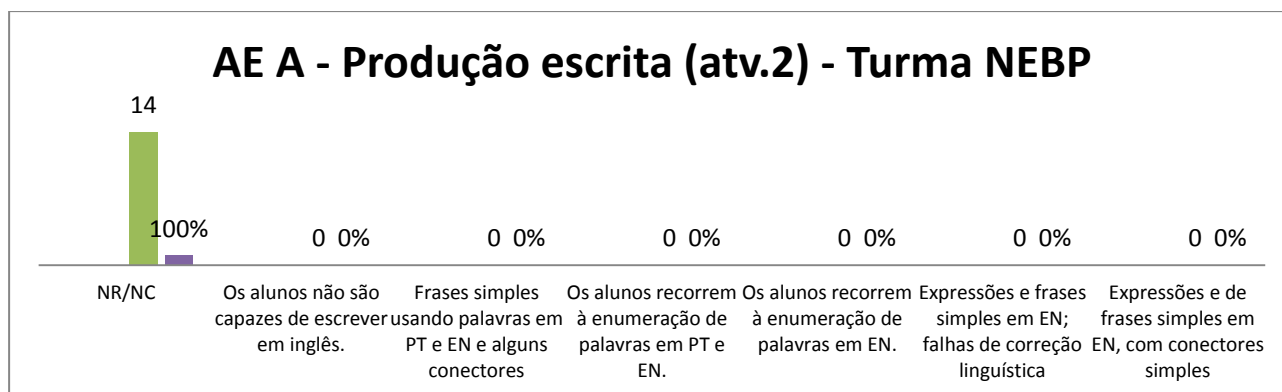 AE A - Produção escrita (atv.2) - Turma NEBP
14
100%
0 0%
0 0%
0 0%
0 0%
0 0%
0 0%
NR/NC
Os alunos não são
capazes de escrever
em inglês.
Frases simples
usando palavras em
PT e EN e alguns
conectores
Os alunos recorrem
à enumeração de
palavras em PT e
EN.
Os alunos recorrem
à enumeração de
palavras em EN.
Expressões e frases
simples em EN;
falhas de correção
linguística
Expressões e de
frases simples em
EN, com conectores
simples